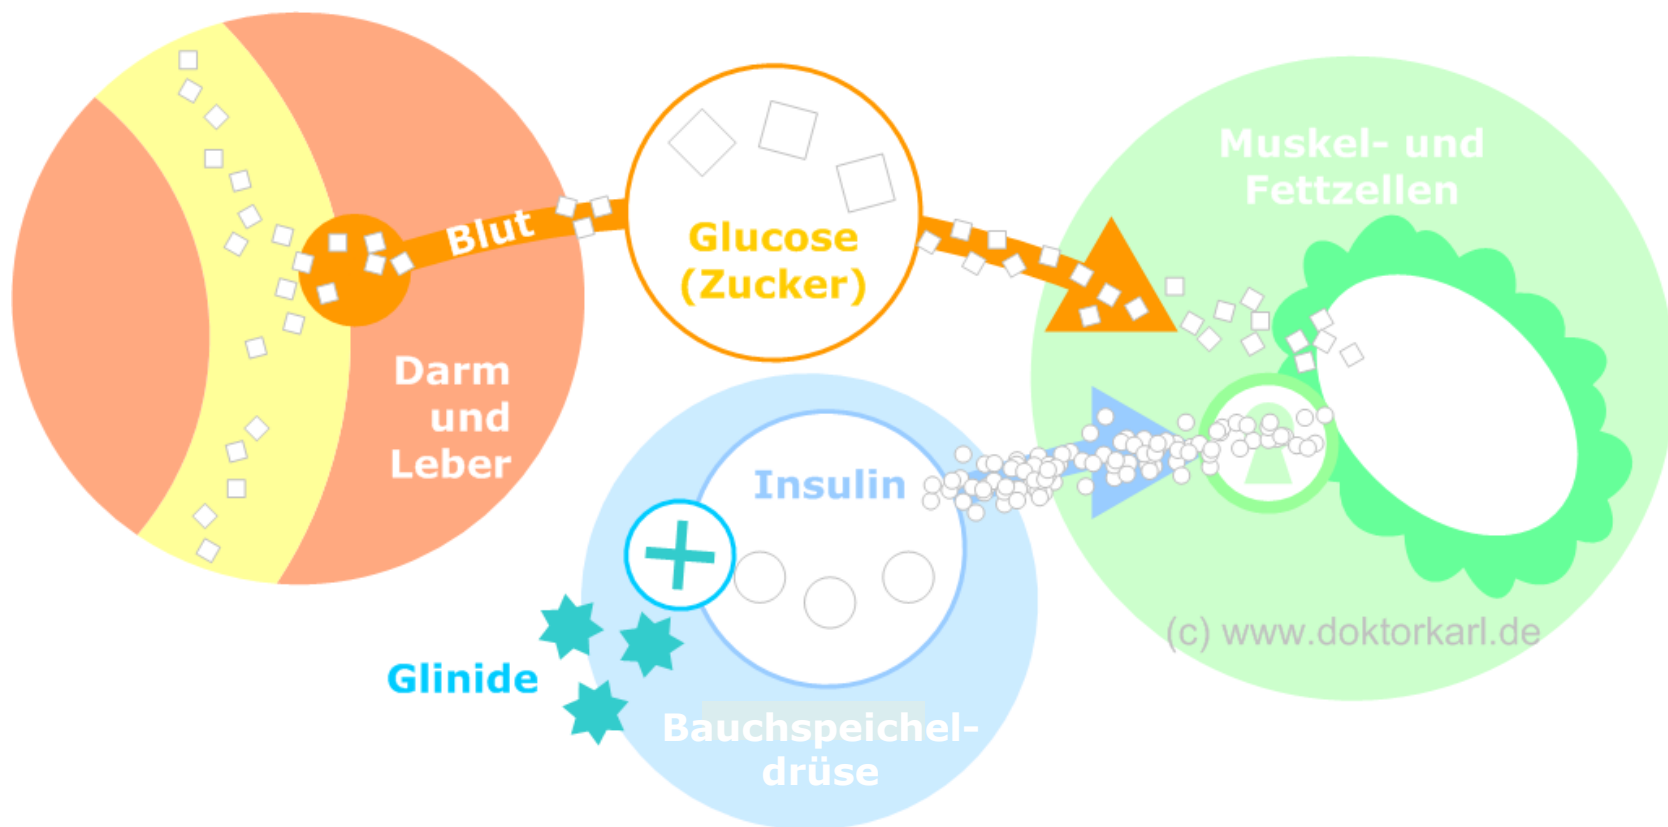 Blut
Darm
und
Leber
Glucose
(Zucker)
Muskel- und
Fettzellen
Insulin
Glinide
Bauchspeichel-
drüse
(c) www.doktorkarl.de